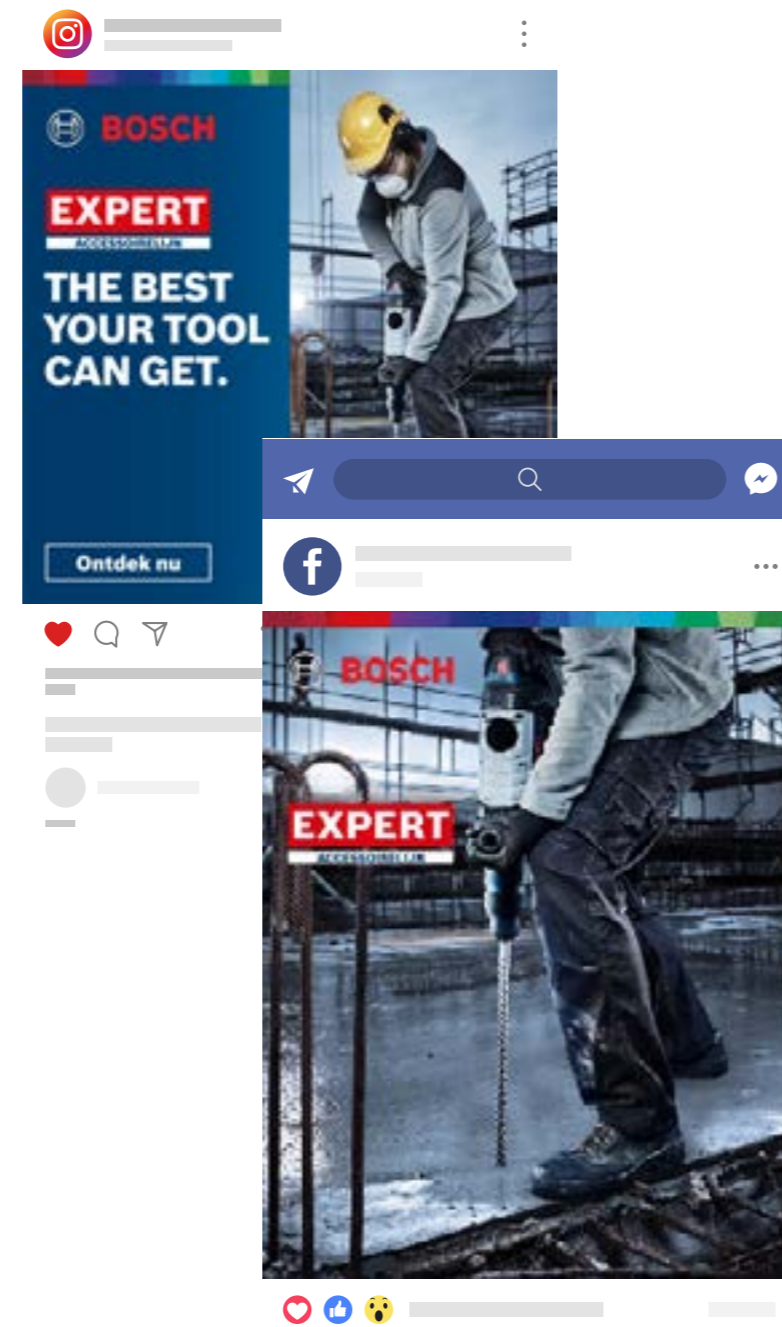 BOSCH
EXPERT
ACCESSOIRELIJN
THE BEST
YOUR TOOL
CAN GET.
Ontdek nu
BOSCH
EXPERT
ACCESSOIRELIJN